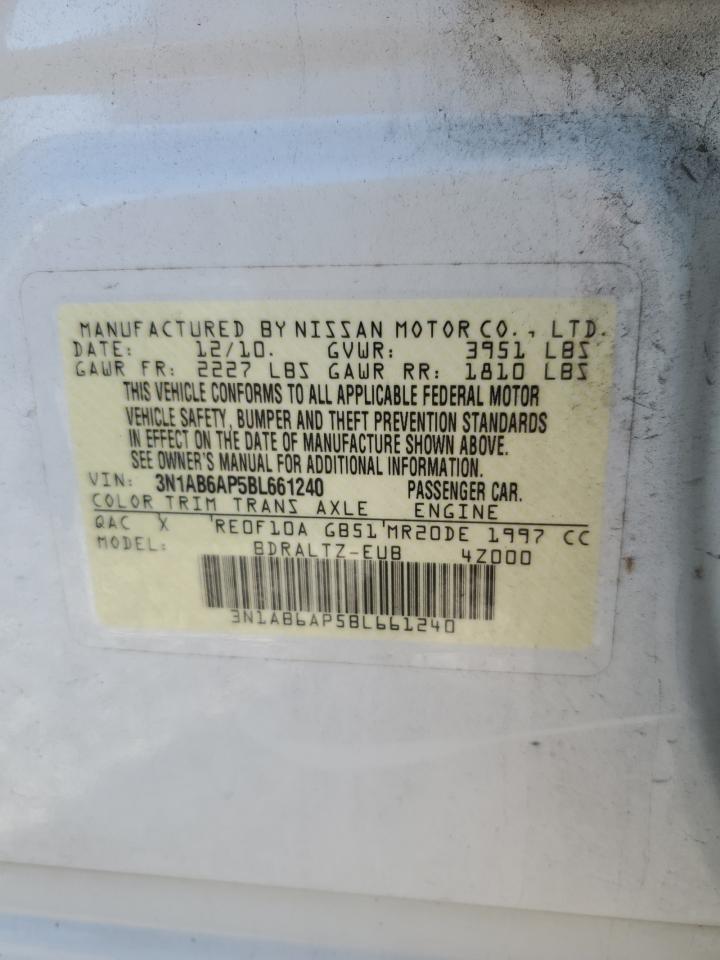 MANUFACTURED BY NISSAN MOTOR CO., LTD.
DATE: 12/10. GVWR: 3951 LBS
GAWR FR: 2227 LBS GAWR RR: 1810 LBS
THIS VEHICLE CONFORMS TO ALL APPLICABLE FEDERAL MOTOR
VEHICLE SAFETY, BUMPER AND THEFT PREVENTION STANDARDS
IN EFFECT ON THE DATE OF MANUFACTURE SHOWN ABOVE.
SEE OWNER'S MANUAL FOR ADDITIONAL INFORMATION.
VIN: 3N1AB6AP5BL661240 PASSENGER CAR.
COLOR TRIM TRANS AXLE ENGINE
QAC X RE0F10A GB51 MR20DE 1997 CC
MODEL: BDRALTZ-EUB 4Z000
3N1AB6AP5BL661240